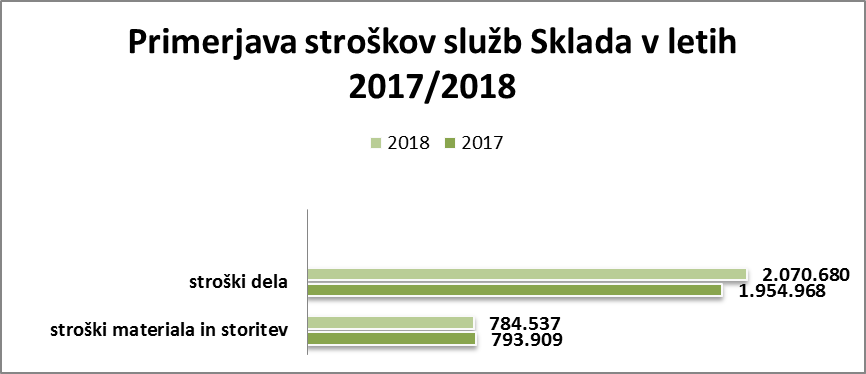 Primerjava stroškov služb Sklada v letih
2017/2018
2018 2017
stroški dela
2.070.680
1.954.968
stroški materiala in storitev
784.537
793.909